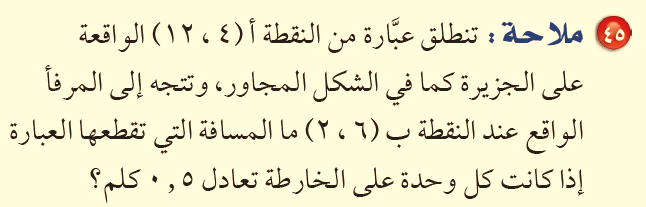 ٤٥ ملاحة: تنطلق عبَّارة من النقطة أ (٤ ، ١٢) الواقعة
على الجزيرة كما في الشكل المجاور، وتتجه إلى المرفأ
الواقع عند النقطة ب (٦ ، ٢) ما المسافة التي تقطعها العبارة
إذا كانت كل وحدة على الخارطة تعادل ٥ , ٠ كلم؟